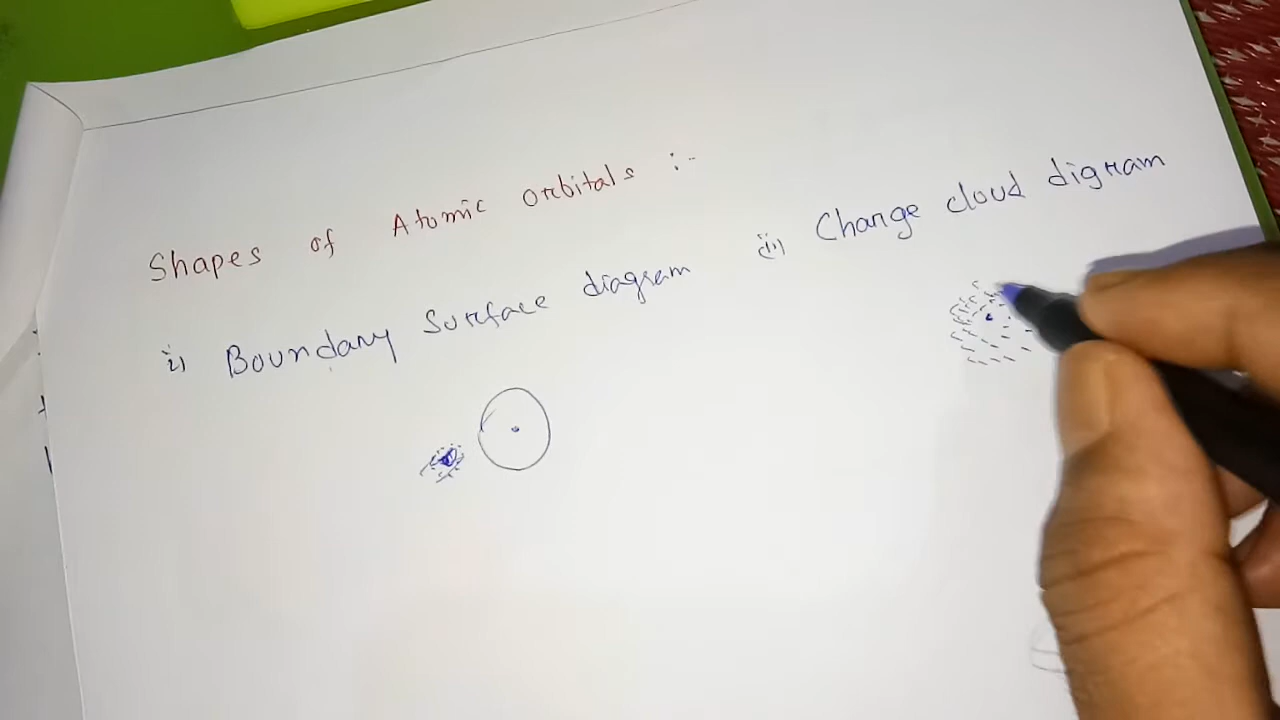 Shapes of Atomic Orbitals :-
i) Boundary Surface diagram
ii) Change cloud digram